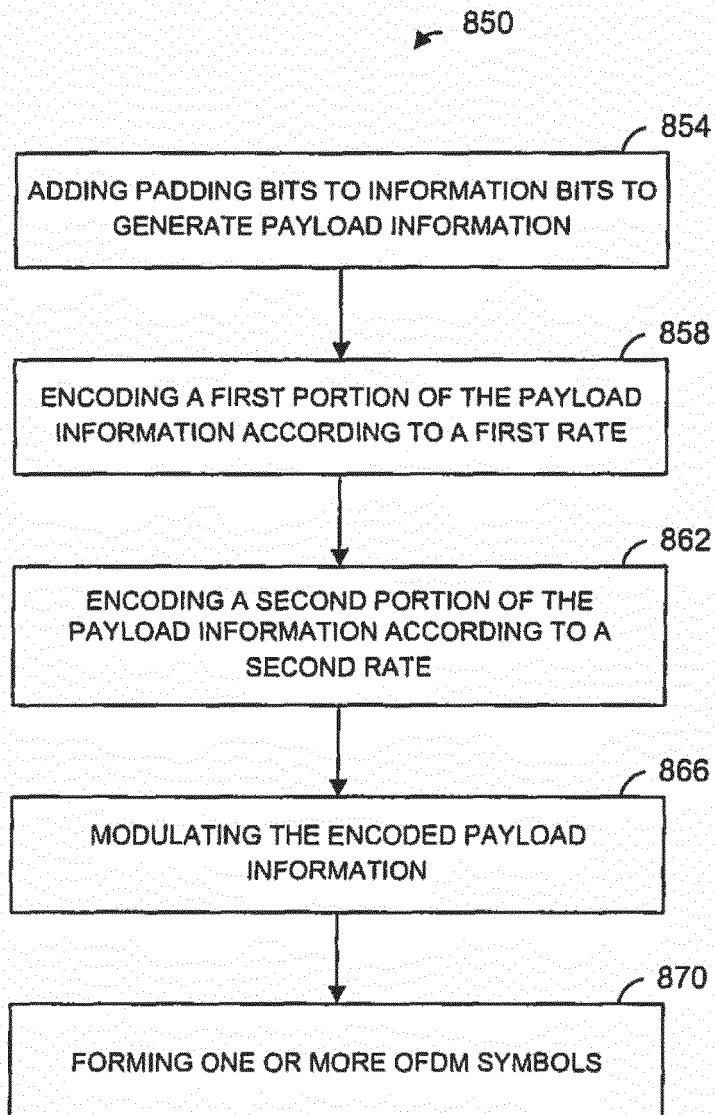 850
854
ADDING PADDING BITS TO INFORMATION BITS TO
GENERATE PAYLOAD INFORMATION
858
ENCODING A FIRST PORTION OF THE PAYLOAD
INFORMATION ACCORDING TO A FIRST RATE
862
ENCODING A SECOND PORTION OF THE
PAYLOAD INFORMATION ACCORDING TO A
SECOND RATE
866
MODULATING THE ENCODED PAYLOAD
INFORMATION
870
FORMING ONE OR MORE OFDM SYMBOLS